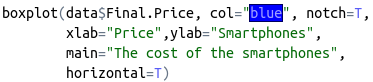 boxplot(data$Final.Price, col="blue", notch=T,
xlab="Price",ylab="Smartphones",
main="The cost of the smartphones",
horizontal=T)